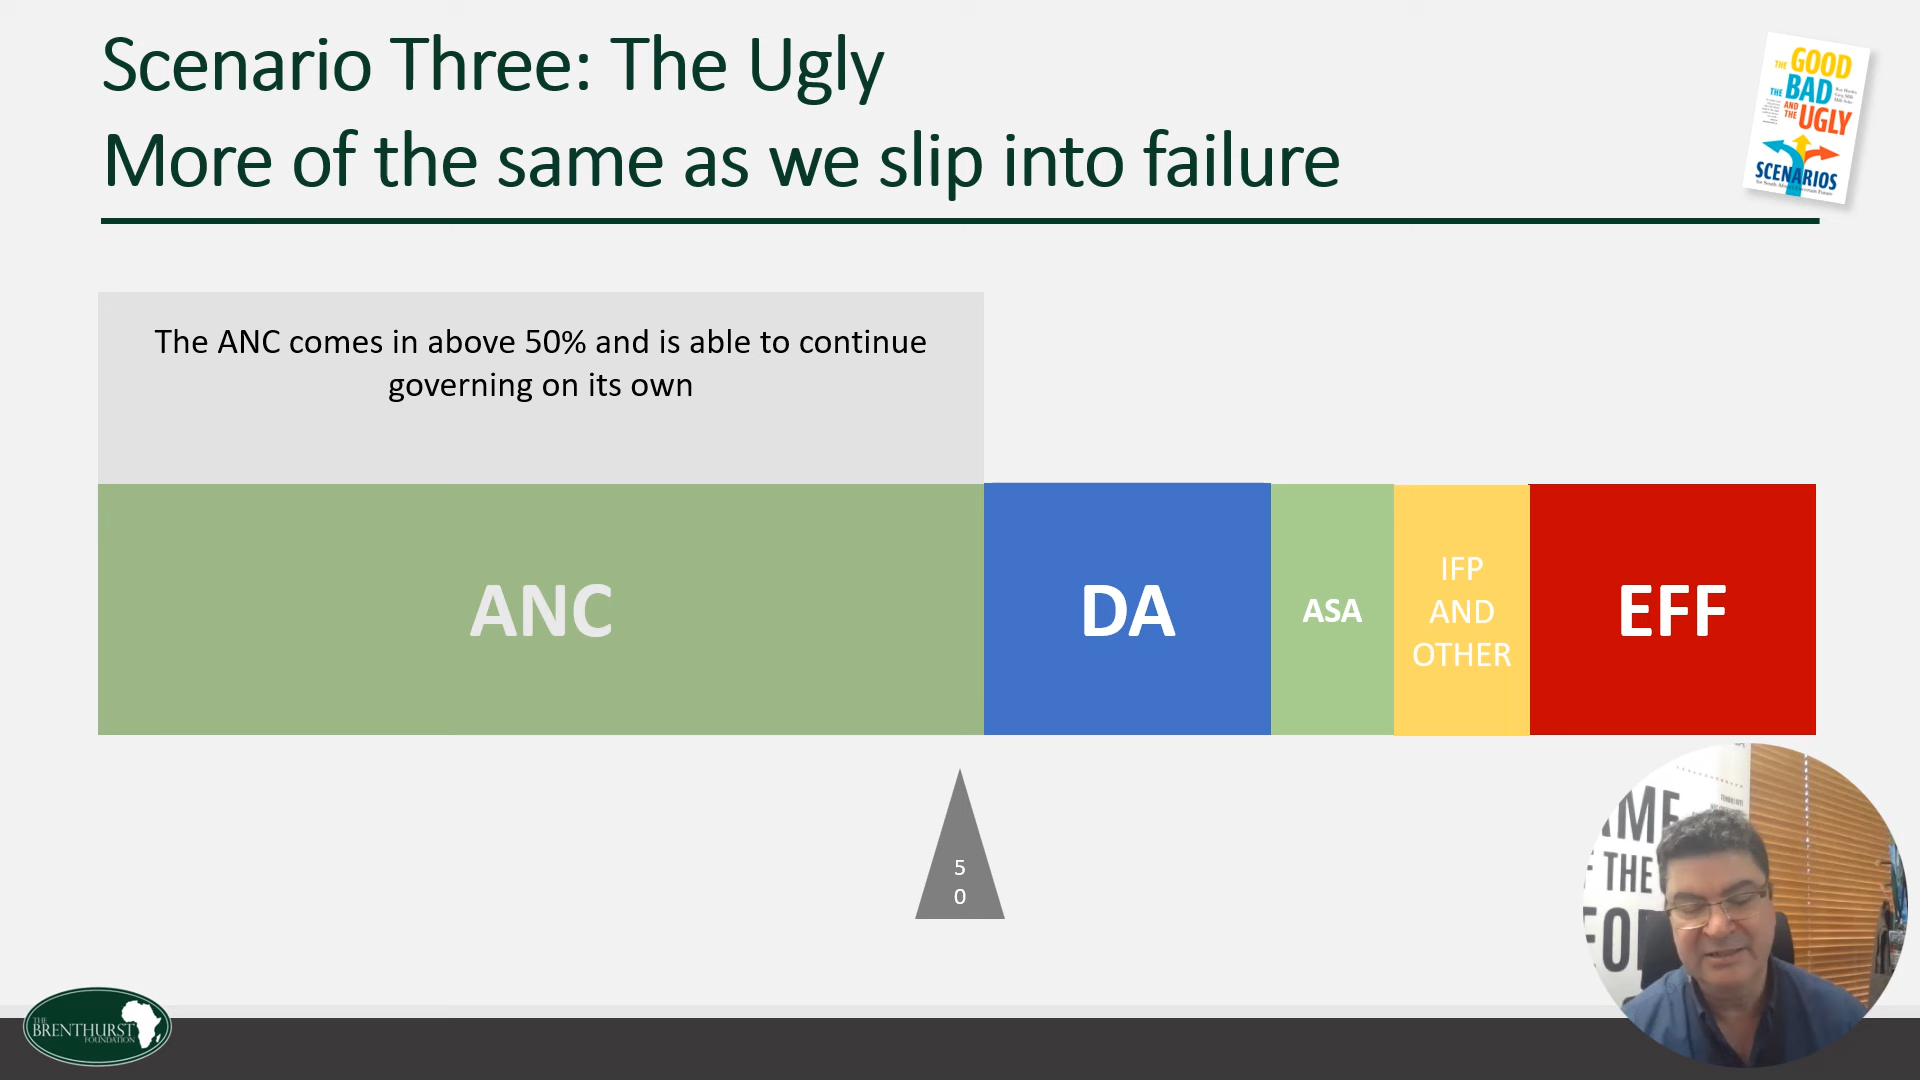 Scenario Three: The Ugly
More of the same as we slip into failure
THE GOOD
THE BAD
AND THE UGLY
SCENARIOS
The ANC comes in above 50% and is able to continue
governing on its own
ANC
DA
ASA
IFP
AND
OTHER
EFF
5
0
THE
BRENTHURST
FOUNDATION
THE